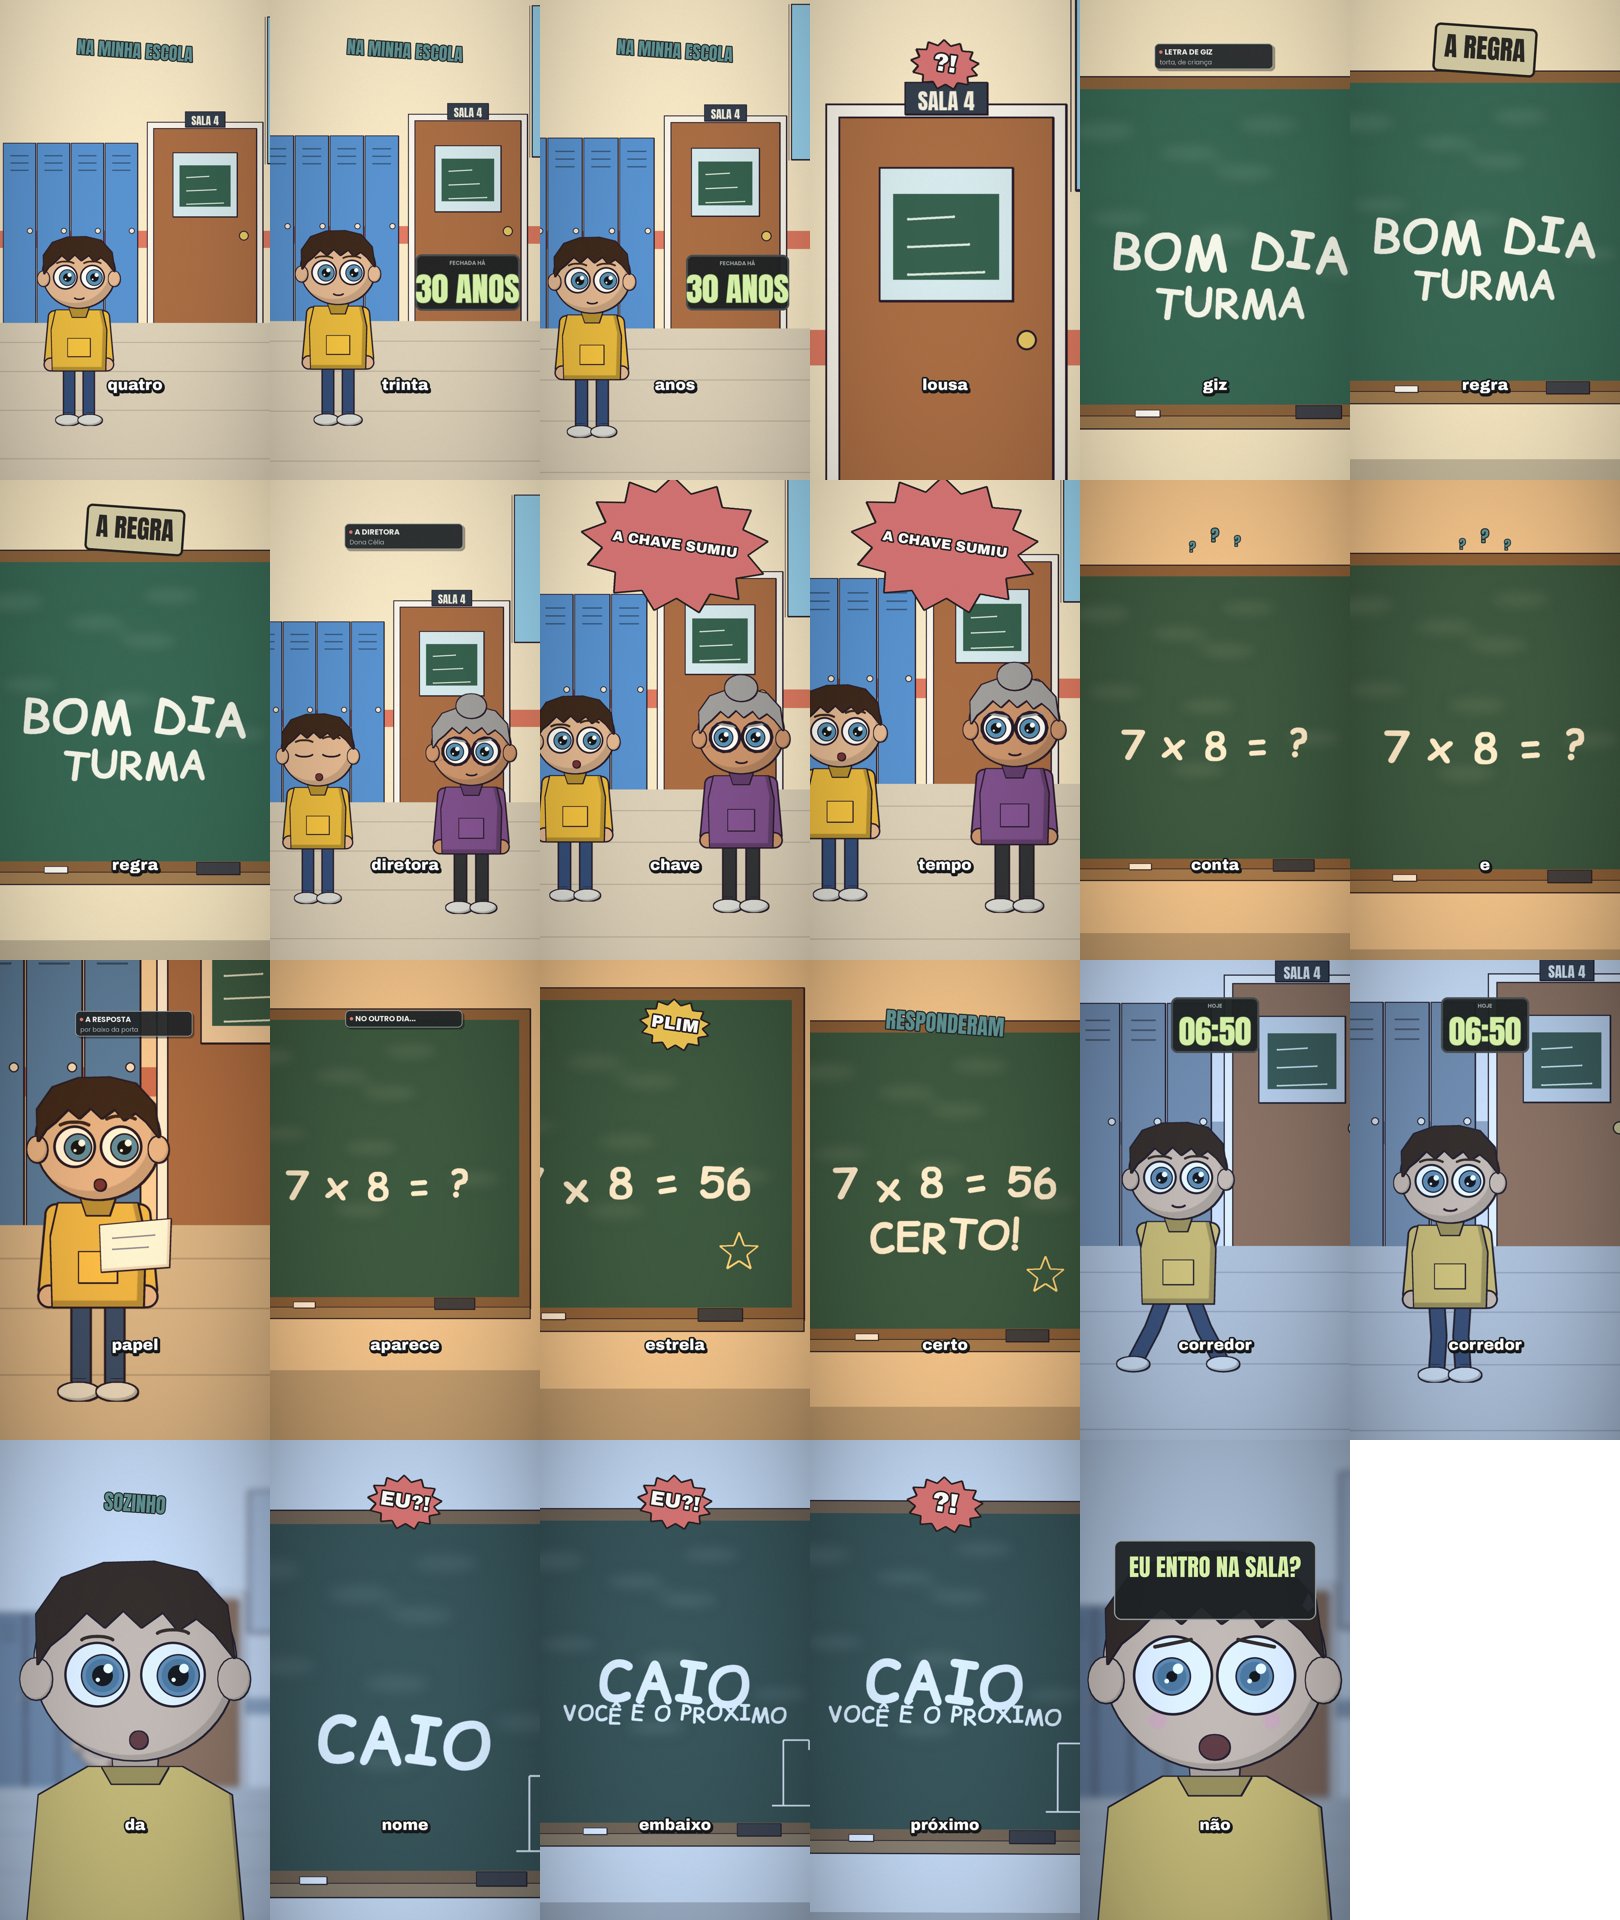 NA MINHA ESCOLA
SALA 4
quatro
NA MINHA ESCOLA
SALA 4
FECHADA HÁ
30 ANOS
trinta
NA MINHA ESCOLA
SALA 4
FECHADA HÁ
30 ANOS
anos
?!
SALA 4
lousa
LETRA DE GIZ
torta, de criança
BOM DIA
TURMA
giz
A REGRA
BOM DIA
TURMA
regra
A REGRA
BOM DIA
TURMA
regra
A DIRETORA
Dona Célia
SALA 4
diretora
A CHAVE SUMIU
chave
A CHAVE SUMIU
tempo
? ? ?
7 x 8 = ?
conta
? ? ?
7 x 8 = ?
e
A RESPOSTA
por baixo da porta
papel
NO OUTRO DIA...
7 x 8 = ?
aparece
PLIM
7 x 8 = 56
estrela
RESPONDERAM
7 x 8 = 56
CERTO!
certo
SALA 4
HOJE
06:50
corredor
SALA 4
HOJE
06:50
corredor
SOZINHO
da
EU?!
CAIO
nome
EU?!
CAIO
VOCÊ E O PROXIMO
embaixo
?!
CAIO
VOCÊ E O PROXIMO
próximo
EU ENTRO NA SALA?
não